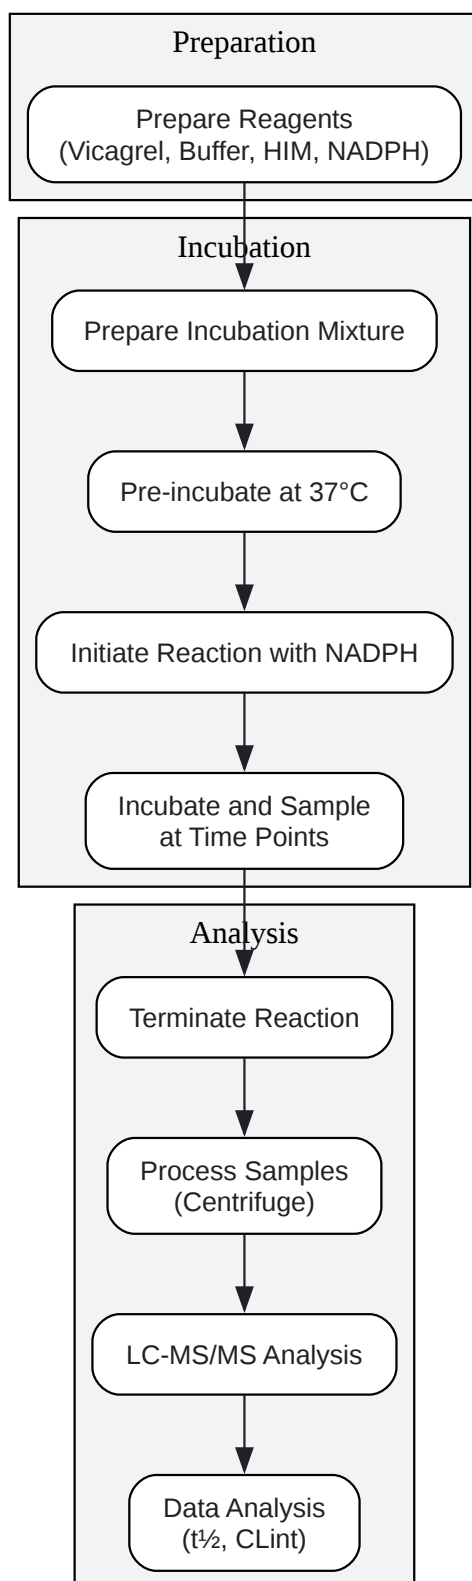 Preparation
Prepare Reagents
(Vicagrel, Buffer, HIM, NADPH)
Incubation
Prepare Incubation Mixture
Pre-incubate at 37°C
Initiate Reaction with NADPH
Incubate and Sample
at Time Points
Analysis
Terminate Reaction
Process Samples
(Centrifuge)
LC-MS/MS Analysis
Data Analysis
(t½, CLint)